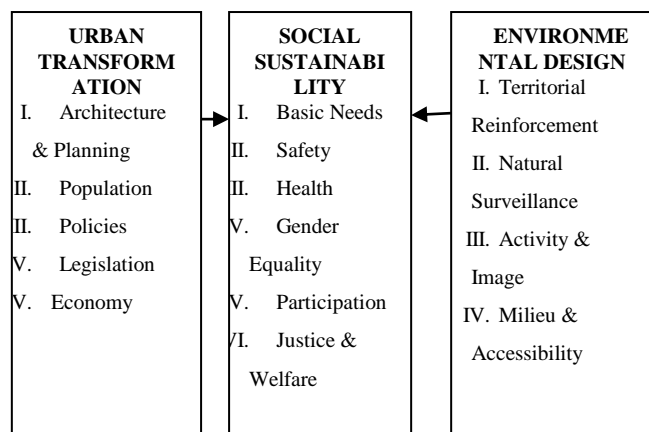 URBAN
TRANSFORM
ATION
I. Architecture
& Planning
II. Population
II. Policies
V. Legislation
V. Economy
SOCIAL
SUSTAINABI
LITY
I. Basic Needs
II. Safety
II. Health
V. Gender
Equality
V. Participation
VI. Justice &
Welfare
ENVIRONME
NTAL DESIGN
I. Territorial
Reinforcement
II. Natural
Surveillance
III. Activity &
Image
IV. Milieu &
Accessibility